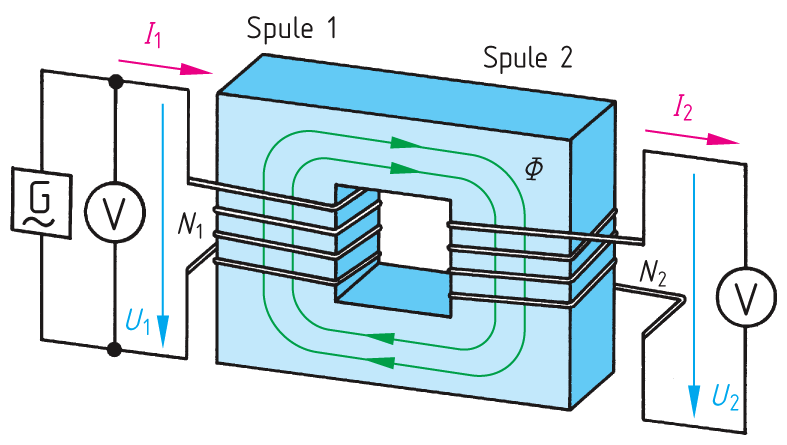 Spule 1
Spule 2
I₁
I₂
Φ
G
~
V
N₁
U₁
N₂
V
U₂